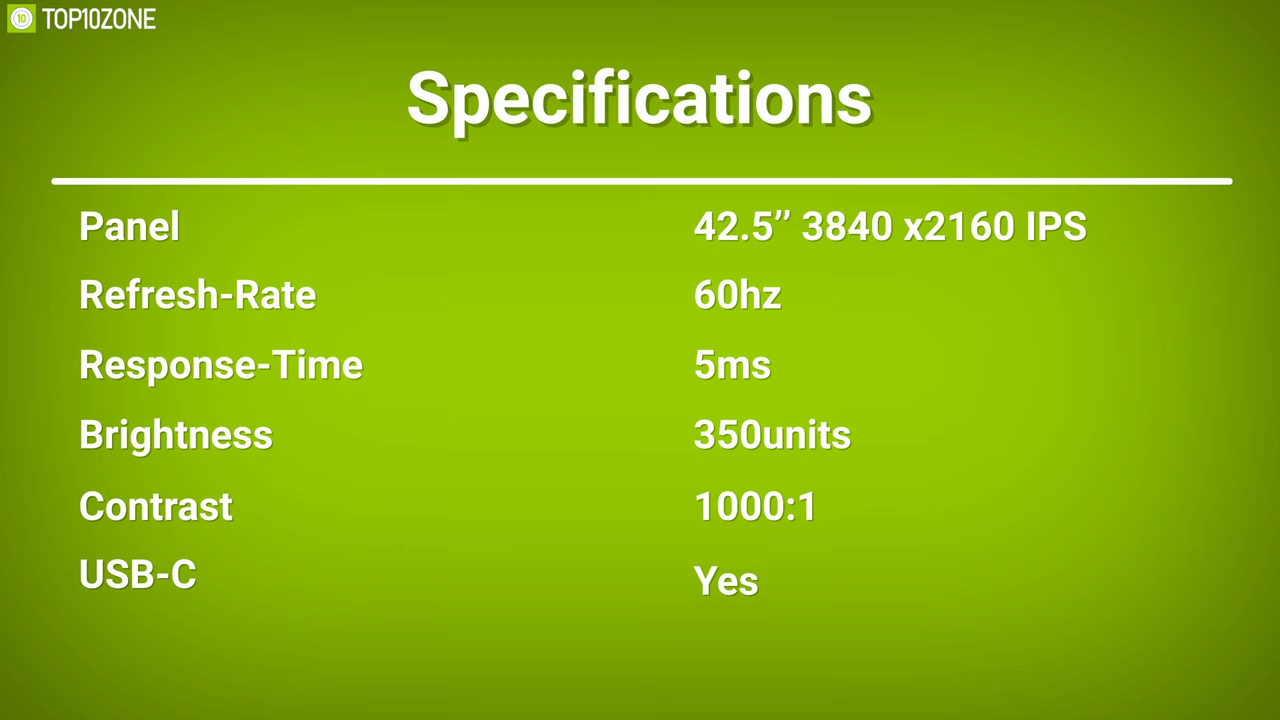 10 TOP10ZONE
Specifications
Panel 42.5’’ 3840 x2160 IPS
Refresh-Rate 60hz
Response-Time 5ms
Brightness 350units
Contrast 1000:1
USB-C Yes